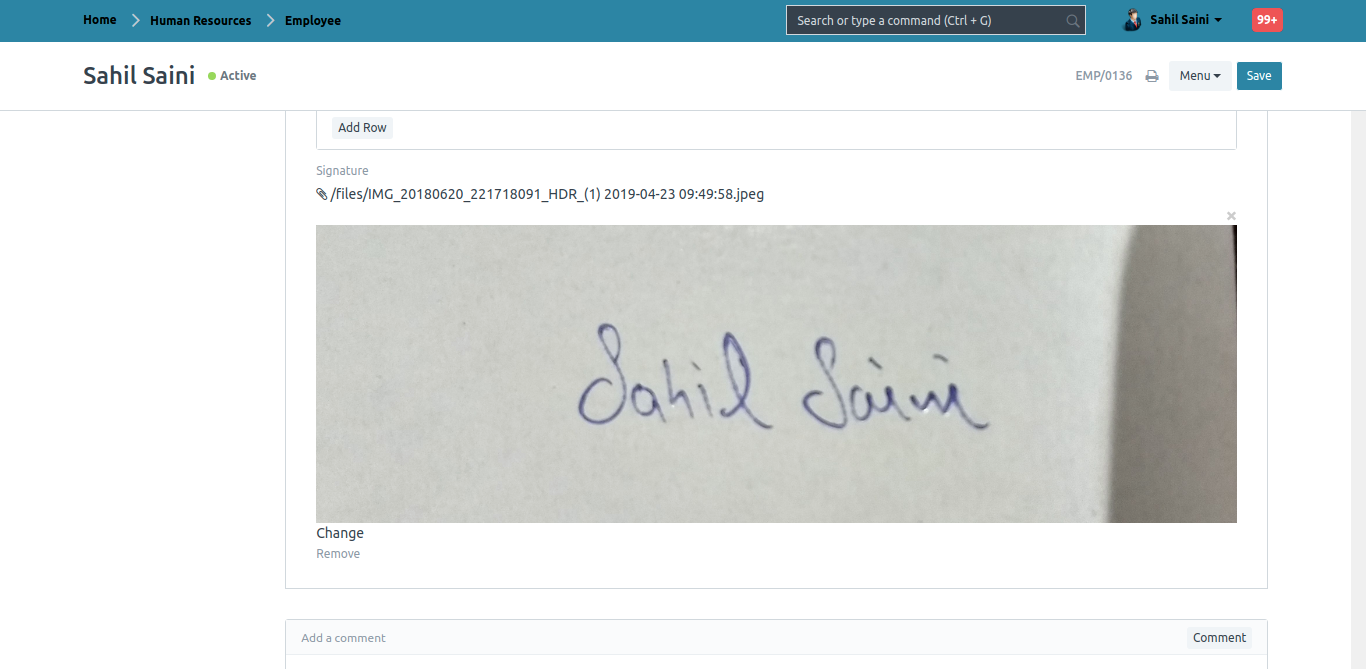 Home Human Resources Employee Search or type a command (Ctrl + G) Sahil Saini 99+
Sahil Saini Active EMP/0136 Menu Save
Add Row
Signature
/files/IMG_20180620_221718091_HDR_(1) 2019-04-23 09:49:58.jpeg
×
Sahil Saini
Change
Remove
Add a comment Comment